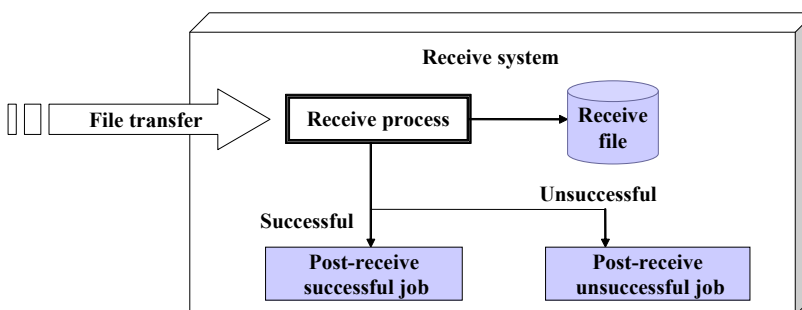 Receive system
File transfer
Receive process
Receive
file
Unsuccessful
Successful
Post-receive
successful job
Post-receive
unsuccessful job